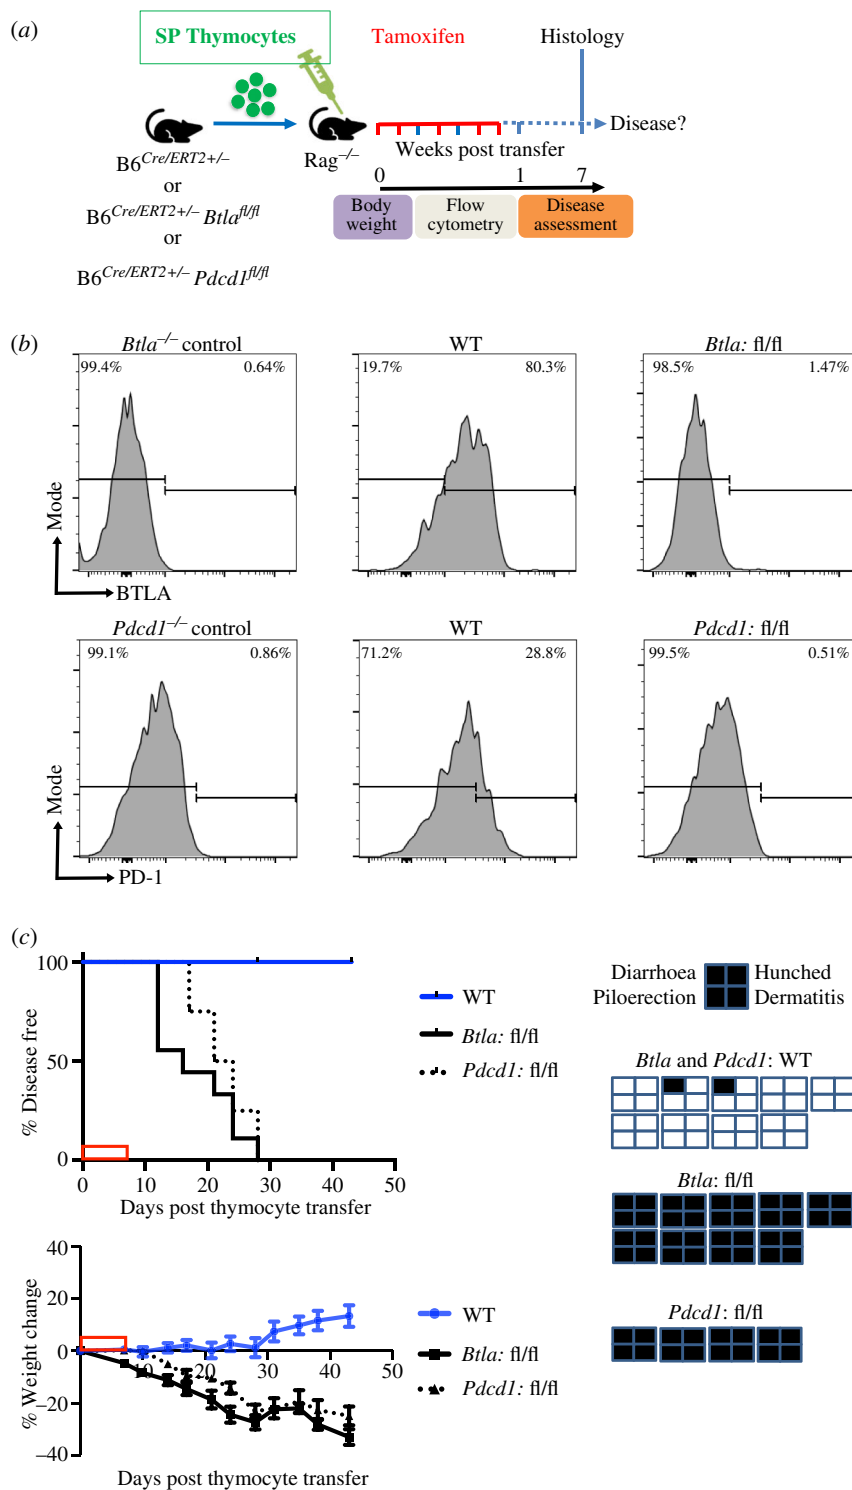 (a)
SP Thymocytes
Tamoxifen
Histology
Disease?
B6Cre/ERT2+/–
or
B6Cre/ERT2+/– Btlafl/fl
or
B6Cre/ERT2+/– Pdcd1fl/fl
Rag–/–
Weeks post transfer
0 1 7
Body weight
Flow cytometry
Disease assessment
(b)
Btla–/– control
WT
Btla: fl/fl
99.4% 0.64%
19.7% 80.3%
98.5% 1.47%
Mode
BTLA
Pdcd1–/– control
WT
Pdcd1: fl/fl
99.1% 0.86%
71.2% 28.8%
99.5% 0.51%
Mode
PD-1
(c)
100
50
0
% Disease free
0 10 20 30 40 50
Days post thymocyte transfer
WT
Btla: fl/fl
Pdcd1: fl/fl
Diarrhoea Hunched
Piloerection Dermatitis
Btla and Pdcd1: WT
Btla: fl/fl
Pdcd1: fl/fl
40
20
0
–20
–40
% Weight change
10 20 30 40 50
Days post thymocyte transfer
WT
Btla: fl/fl
Pdcd1: fl/fl